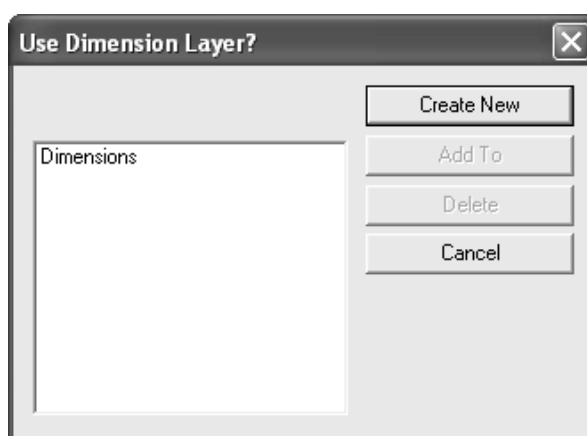 Use Dimension Layer?
Create New
Dimensions
Add To
Delete
Cancel